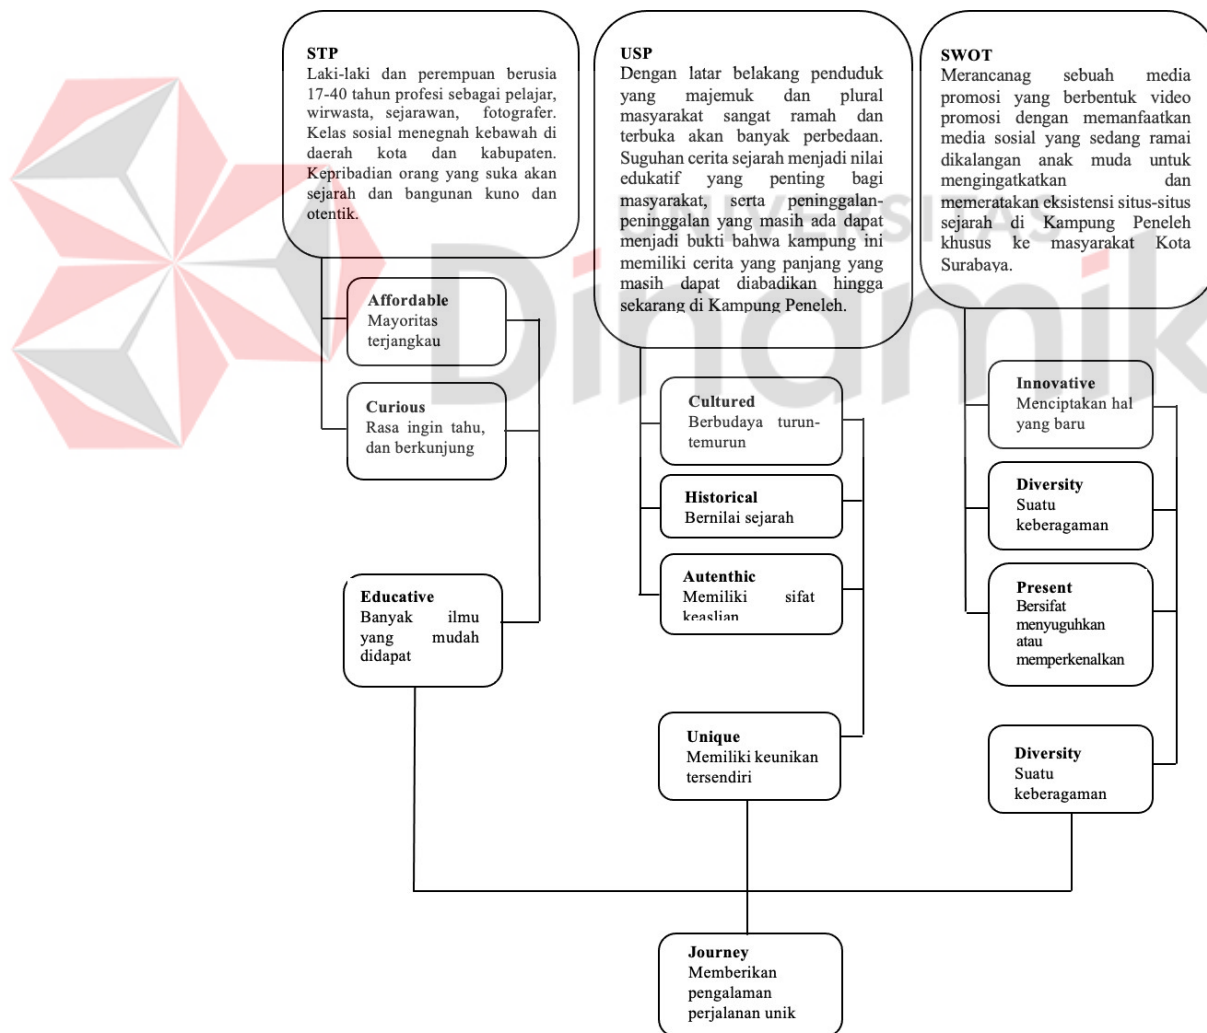 STP
Laki-laki dan perempuan berusia
17-40 tahun profesi sebagai pelajar,
wirwasta, sejarawan, fotografer.
Kelas sosial menegnah kebawah di
daerah kota dan kabupaten.
Kepribadian orang yang suka akan
sejarah dan bangunan kuno dan
otentik.
USP
Dengan latar belakang penduduk
yang majemuk dan plural
masyarakat sangat ramah dan
terbuka akan banyak perbedaan.
Suguhan cerita sejarah menjadi nilai
edukatif yang penting bagi
masyarakat, serta peninggalan-
peninggalan yang masih ada dapat
menjadi bukti bahwa kampung ini
memiliki cerita yang panjang yang
masih dapat diabadikan hingga
sekarang di Kampung Peneleh.
SWOT
Merancanag sebuah media
promosi yang berbentuk video
promosi dengan memanfaatkan
media sosial yang sedang ramai
dikalangan anak muda untuk
mengingatkatkan dan
memeratakan eksistensi situs-situs
sejarah di Kampung Peneleh
khusus ke masyarakat Kota
Surabaya.
UNIVERSITAS
Dinamik
Affordable
Mayoritas
terjangkau
Curious
Rasa ingin tahu,
dan berkunjung
Educative
Banyak ilmu
yang mudah
didapat
Cultured
Berbudaya turun-
temurun
Historical
Bernilai sejarah
Autenthic
Memiliki sifat
keaslian
Unique
Memiliki keunikan
tersendiri
Innovative
Menciptakan hal
yang baru
Diversity
Suatu
keberagaman
Present
Bersifat
menyuguhkan
atau
memperkenalkan
Diversity
Suatu
keberagaman
Journey
Memberikan
pengalaman
perjalanan unik